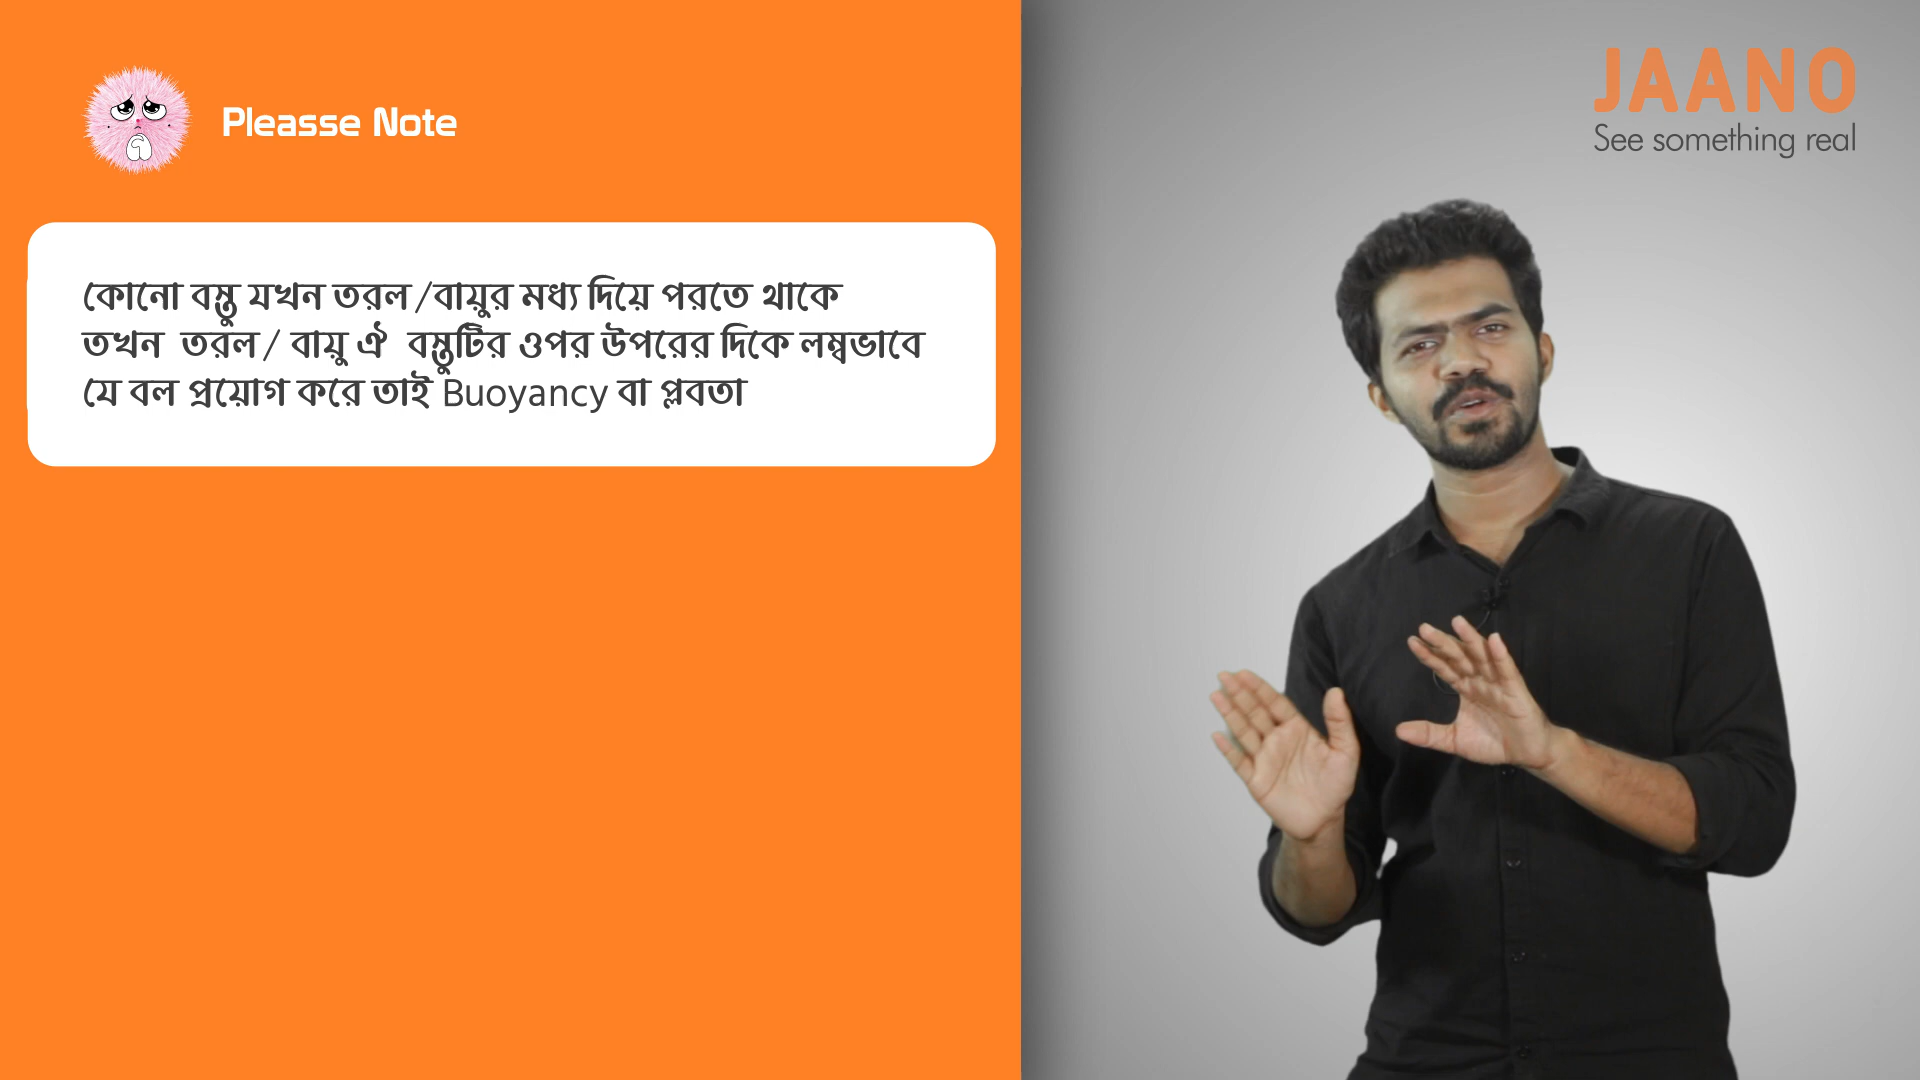 Pleasse Note
কোনো বস্তু যখন তরল/বায়ুর মধ্য দিয়ে পরতে থাকে
তখন তরল/ বায়ু ঐ বস্তুটির ওপর উপরের দিকে লম্বভাবে
যে বল প্রয়োগ করে তাই Buoyancy বা প্লবতা
JAANO
See something real